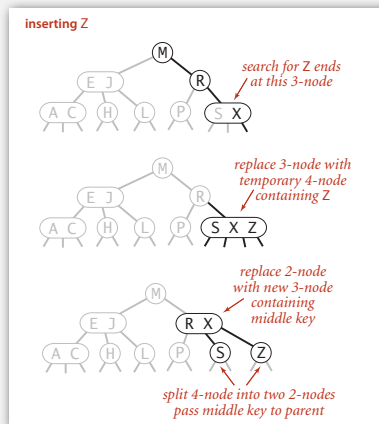 inserting Z
M
E J R
search for Z ends
at this 3-node
A C H L P S X
M
replace 3-node with
temporary 4-node
containing Z
E J R
A C H L P S X Z
replace 2-node
with new 3-node
containing
middle key
M
E J R X
A C H L P S Z
split 4-node into two 2-nodes
pass middle key to parent